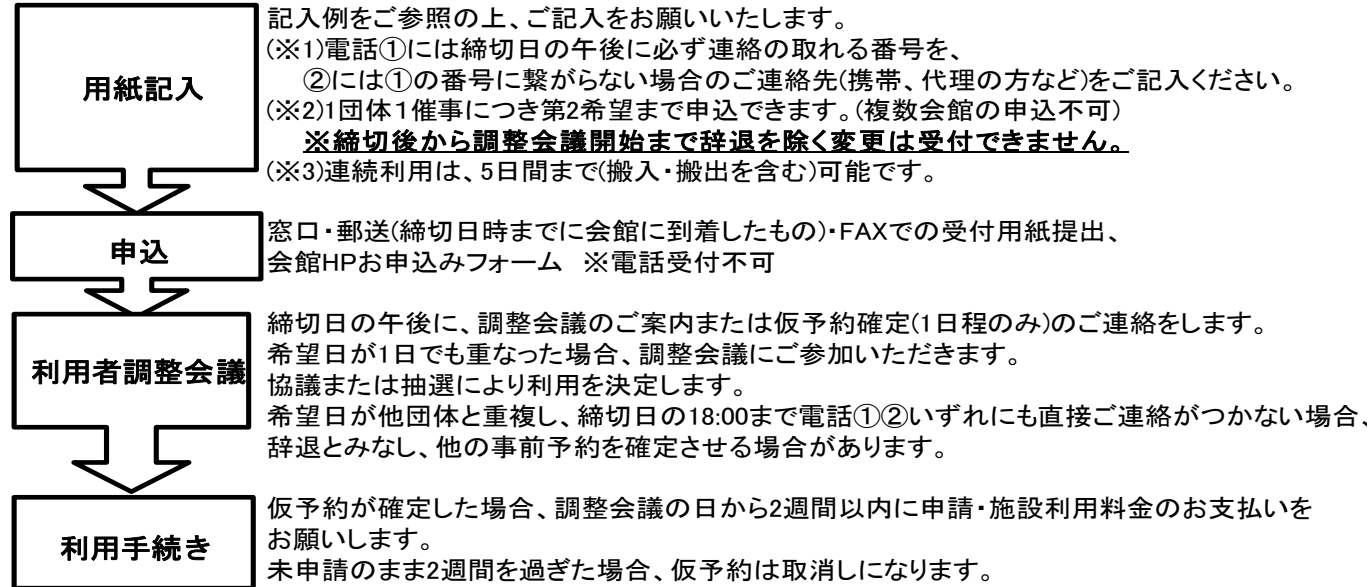 用紙記入
記入例をご参照の上、ご記入をお願いいたします。
(※1)電話①には締切日の午後に必ず連絡の取れる番号を、
②には①の番号に繋がらない場合のご連絡先(携帯、代理の方など)をご記入ください。
(※2)1団体1催事につき第2希望まで申込できます。(複数会館の申込不可)
※締切後から調整会議開始まで辞退を除く変更は受付できません。
(※3)連続利用は、5日間まで(搬入・搬出を含む)可能です。
申込
窓口・郵送(締切日時までに会館に到着したもの)・FAXでの受付用紙提出、
会館HPお申込みフォーム ※電話受付不可
利用者調整会議
締切日の午後に、調整会議のご案内または仮予約確定(1日程のみ)のご連絡をします。
希望日が1日でも重なった場合、調整会議にご参加いただきます。
協議または抽選により利用を決定します。
希望日が他団体と重複し、締切日の18:00まで電話①②いずれにも直接ご連絡がつかない場合、
辞退とみなし、他の事前予約を確定させる場合があります。
利用手続き
仮予約が確定した場合、調整会議の日から2週間以内に申請・施設利用料金のお支払いを
お願いします。
未申請のまま2週間を過ぎた場合、仮予約は取消しになります。